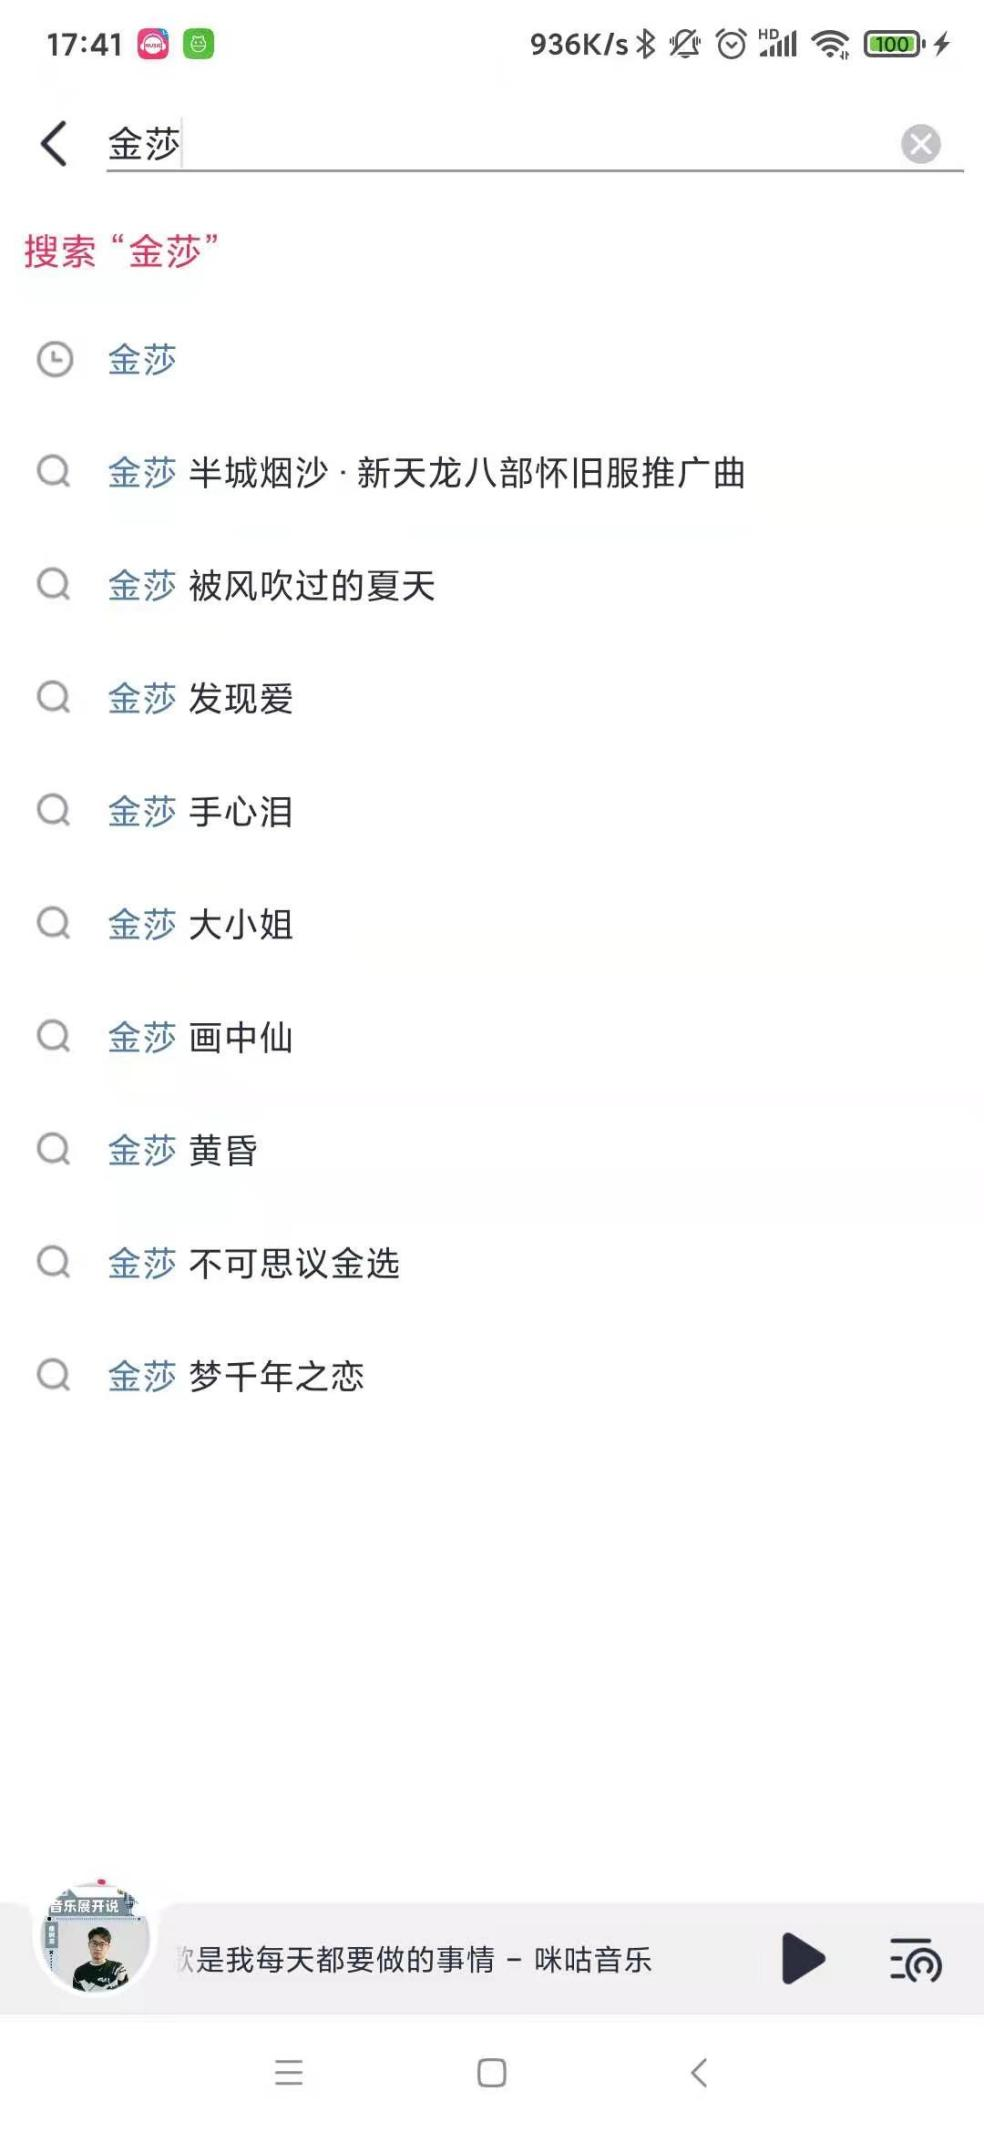 17:41 936K/s HD 100
金莎
搜索 “金莎”
金莎
金莎 半城烟沙 · 新天龙八部怀旧服推广曲
金莎 被风吹过的夏天
金莎 发现爱
金莎 手心泪
金莎 大小姐
金莎 画中仙
金莎 黄昏
金莎 不可思议金选
金莎 梦千年之恋
音乐展开说
是我每天都要做的事情 – 咪咕音乐